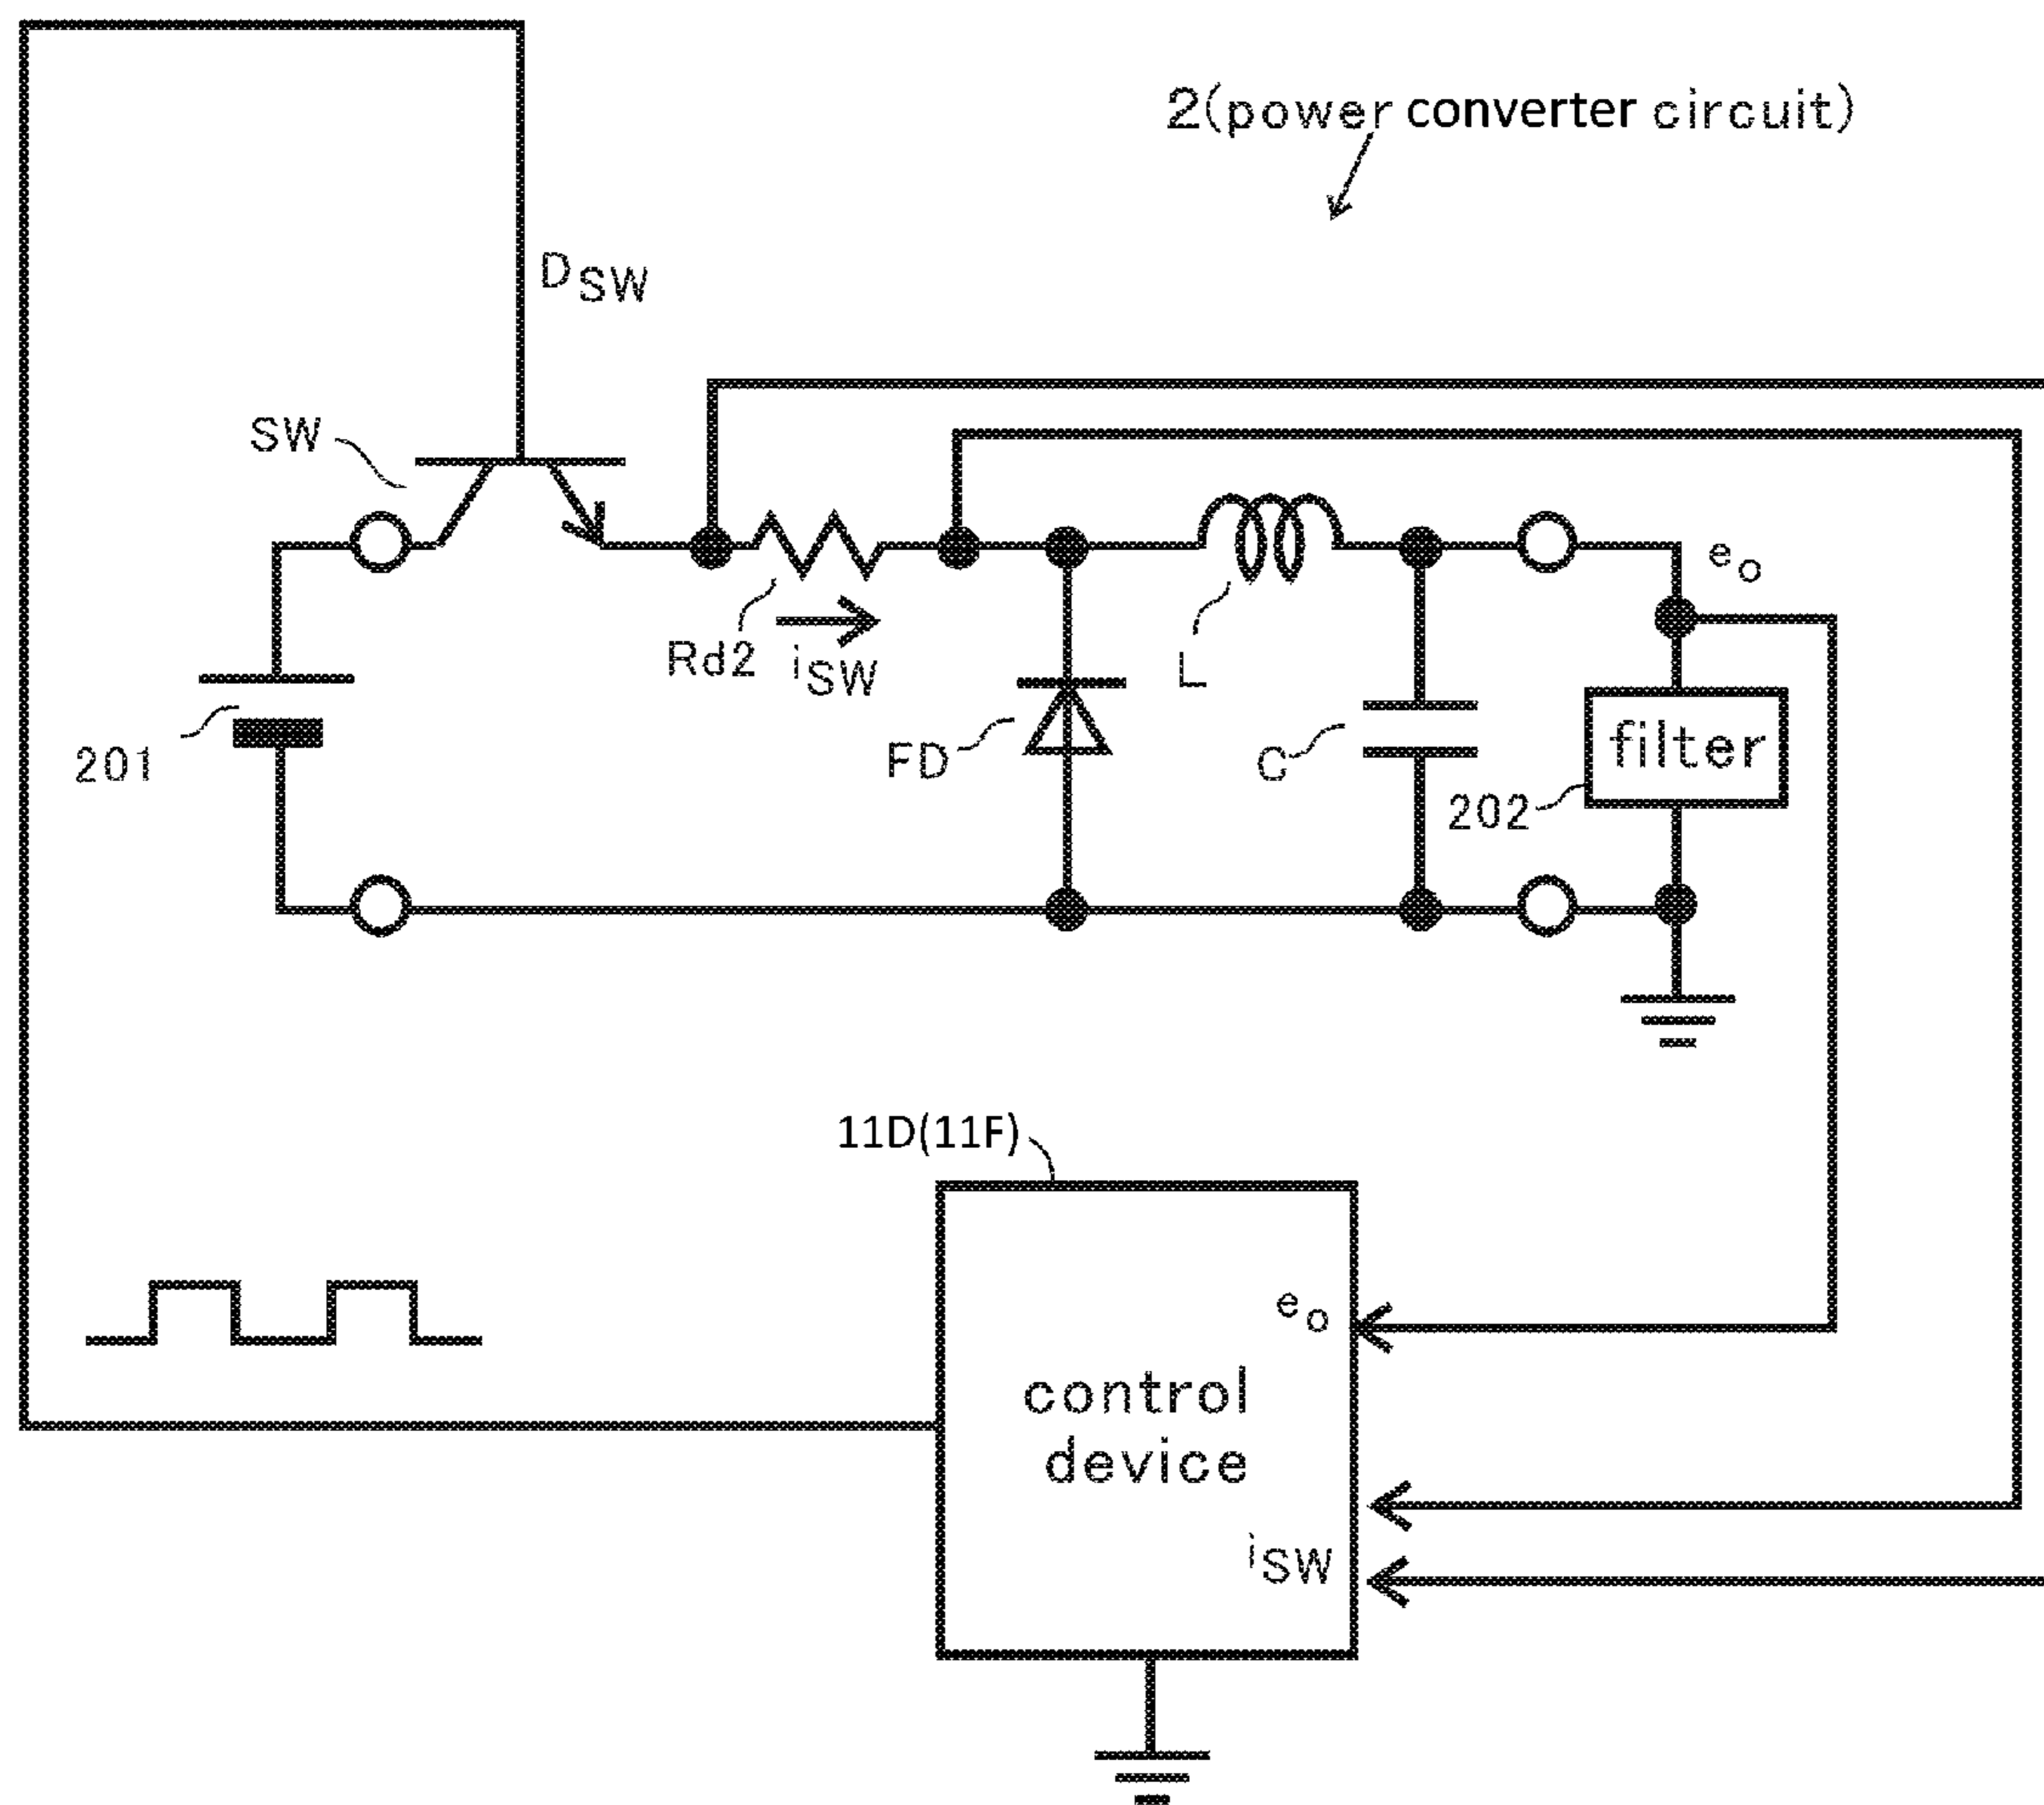 2(power converter circuit)
DSW
SW
eo
Rd2
iSW
L
201
FD
C
filter
202
11D(11F)
eo
control
device
iSW